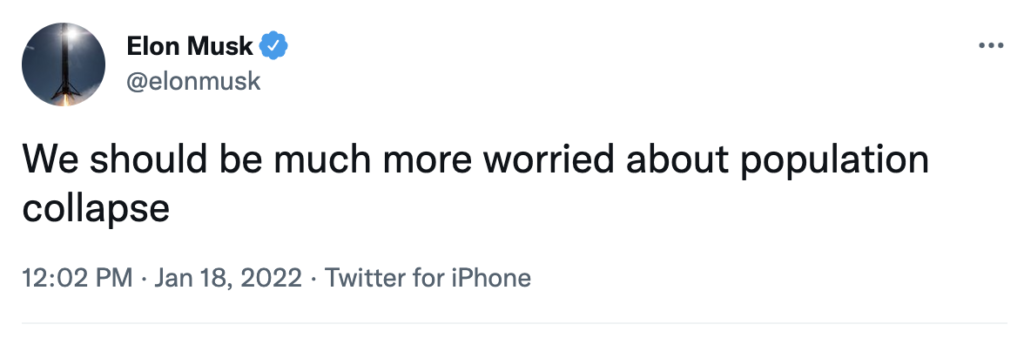 Elon Musk
@elonmusk
We should be much more worried about population
collapse
12:02 PM · Jan 18, 2022 · Twitter for iPhone